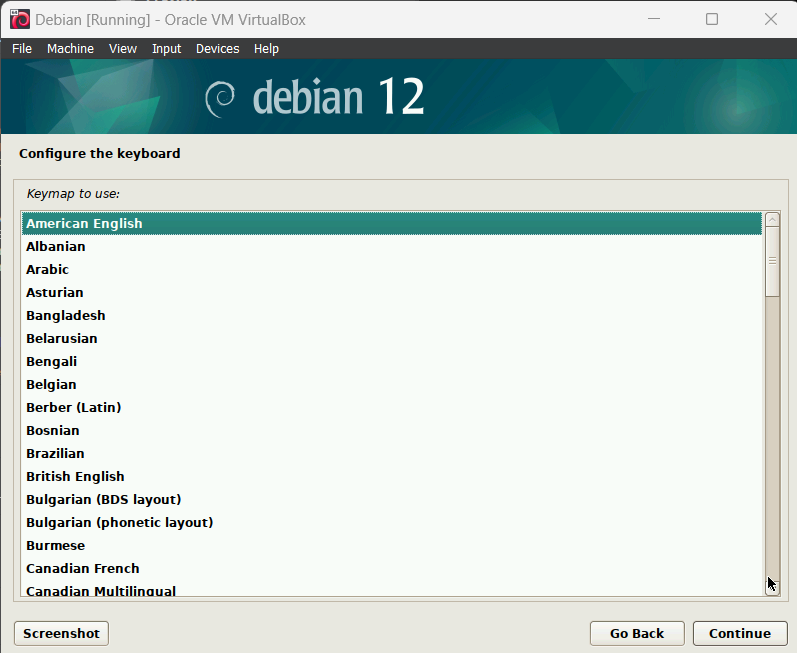 Debian [Running] - Oracle VM VirtualBox
File Machine View Input Devices Help
debian 12
Configure the keyboard
Keymap to use:
American English
Albanian
Arabic
Asturian
Bangladesh
Belarusian
Bengali
Belgian
Berber (Latin)
Bosnian
Brazilian
British English
Bulgarian (BDS layout)
Bulgarian (phonetic layout)
Burmese
Canadian French
Canadian Multilingual
Screenshot Go Back Continue